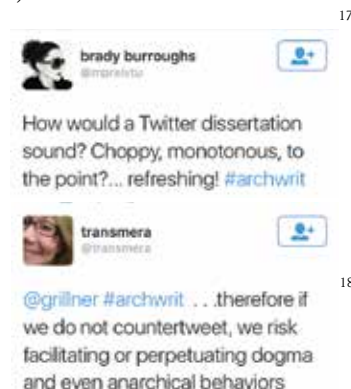 17
brady burroughs
How would a Twitter dissertation
sound? Choppy, monotonous, to
the point?... refreshing! #archwrit
transmera
@transmera
18
@grillner #archwrit . . .therefore if
we do not countertweet, we risk
facilitating or perpetuating dogma
and even anarchical behaviors